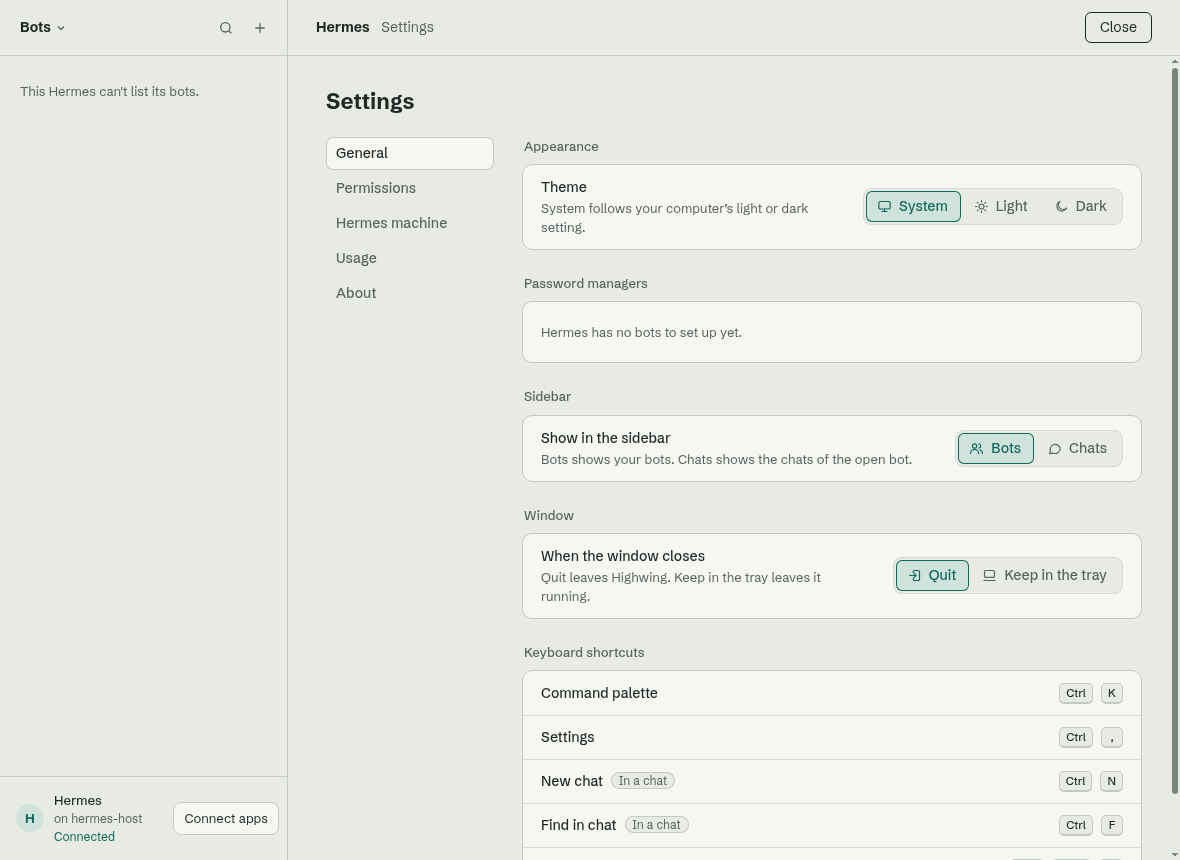 Bots
Hermes Settings
Close
This Hermes can't list its bots.
Settings
General
Permissions
Hermes machine
Usage
About
Appearance
Theme
System follows your computer's light or dark
setting.
System Light Dark
Password managers
Hermes has no bots to set up yet.
Sidebar
Show in the sidebar
Bots shows your bots. Chats shows the chats of the open bot.
Bots Chats
Window
When the window closes
Quit leaves Highwing. Keep in the tray leaves it
running.
Quit Keep in the tray
Keyboard shortcuts
Command palette Ctrl K
Settings Ctrl ,
New chat In a chat Ctrl N
Find in chat In a chat Ctrl F
H
Hermes
on hermes-host
Connected
Connect apps